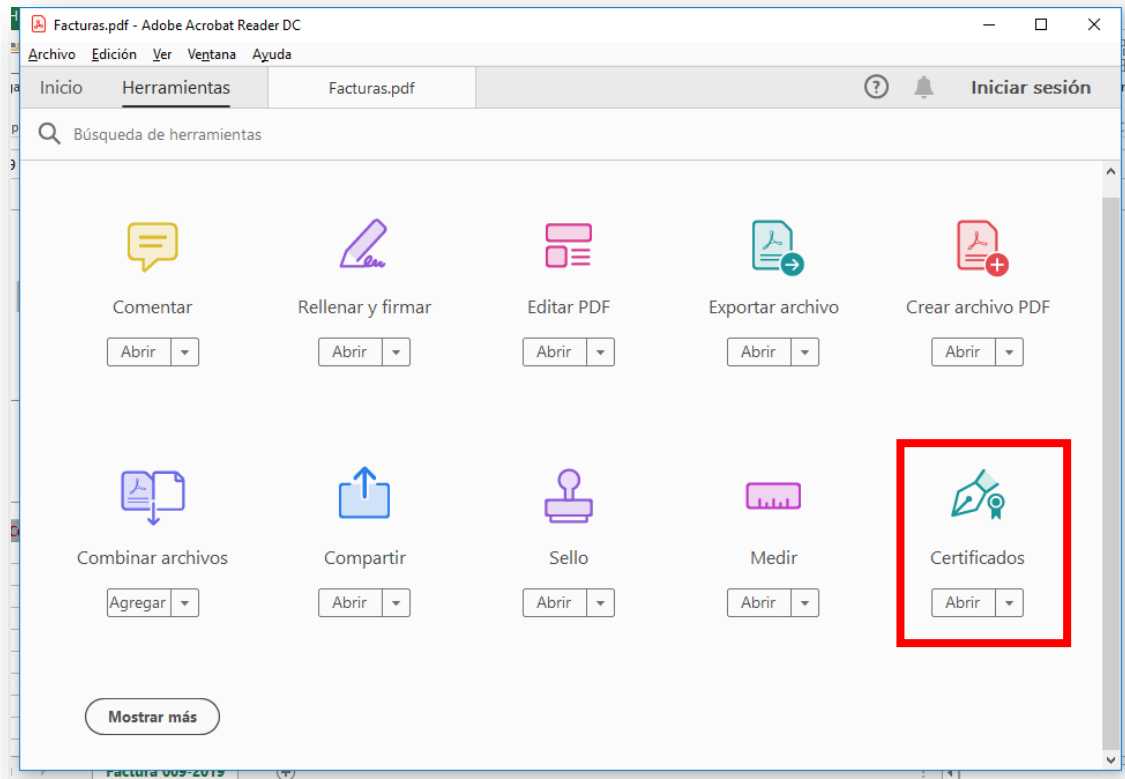 Facturas.pdf - Adobe Acrobat Reader DC
Archivo Edición Ver Ventana Ayuda
Inicio Herramientas Facturas.pdf Iniciar sesión
Búsqueda de herramientas
Comentar Rellenar y firmar Editar PDF Exportar archivo Crear archivo PDF
Abrir Abrir Abrir Abrir Abrir
Combinar archivos Compartir Sello Medir Certificados
Agregar Abrir Abrir Abrir Abrir
Mostrar más
Factura 009-2019